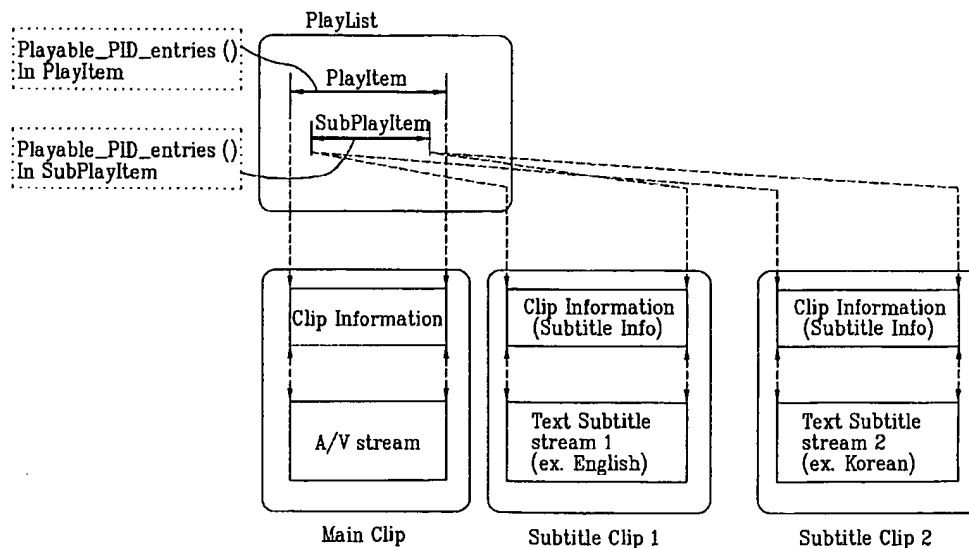 PlayList
Playable_PID_entries ()
In PlayItem
PlayItem
SubPlayItem
Playable_PID_entries ()
In SubPlayItem
Clip Information
Clip Information
(Subtitle Info)
Clip Information
(Subtitle Info)
A/V stream
Text Subtitle
stream 1
(ex. English)
Text Subtitle
stream 2
(ex. Korean)
Main Clip
Subtitle Clip 1
Subtitle Clip 2